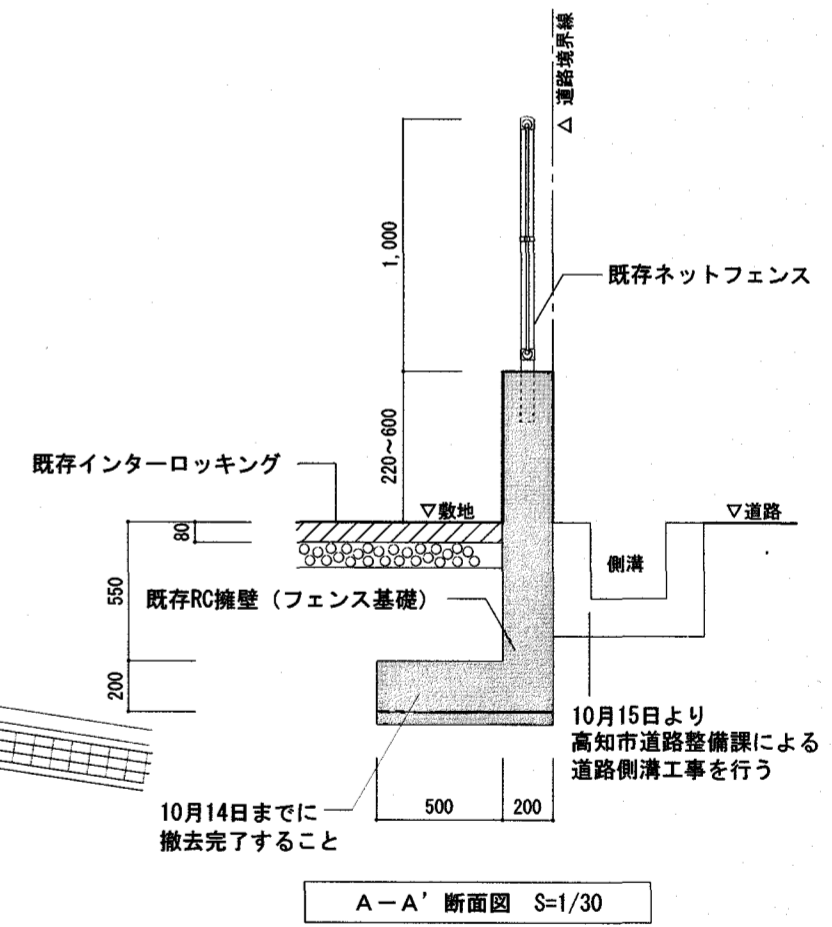 △ 道路境界線
1,000
既存ネットフェンス
220~600
既存インターロッキング
▽敷地
▽道路
80
側溝
550
既存RC擁壁(フェンス基礎)
200
10月15日より
高知市道路整備課による
道路側溝工事を行う
10月14日までに
撤去完了すること
500
200
A-A' 断面図 S=1/30